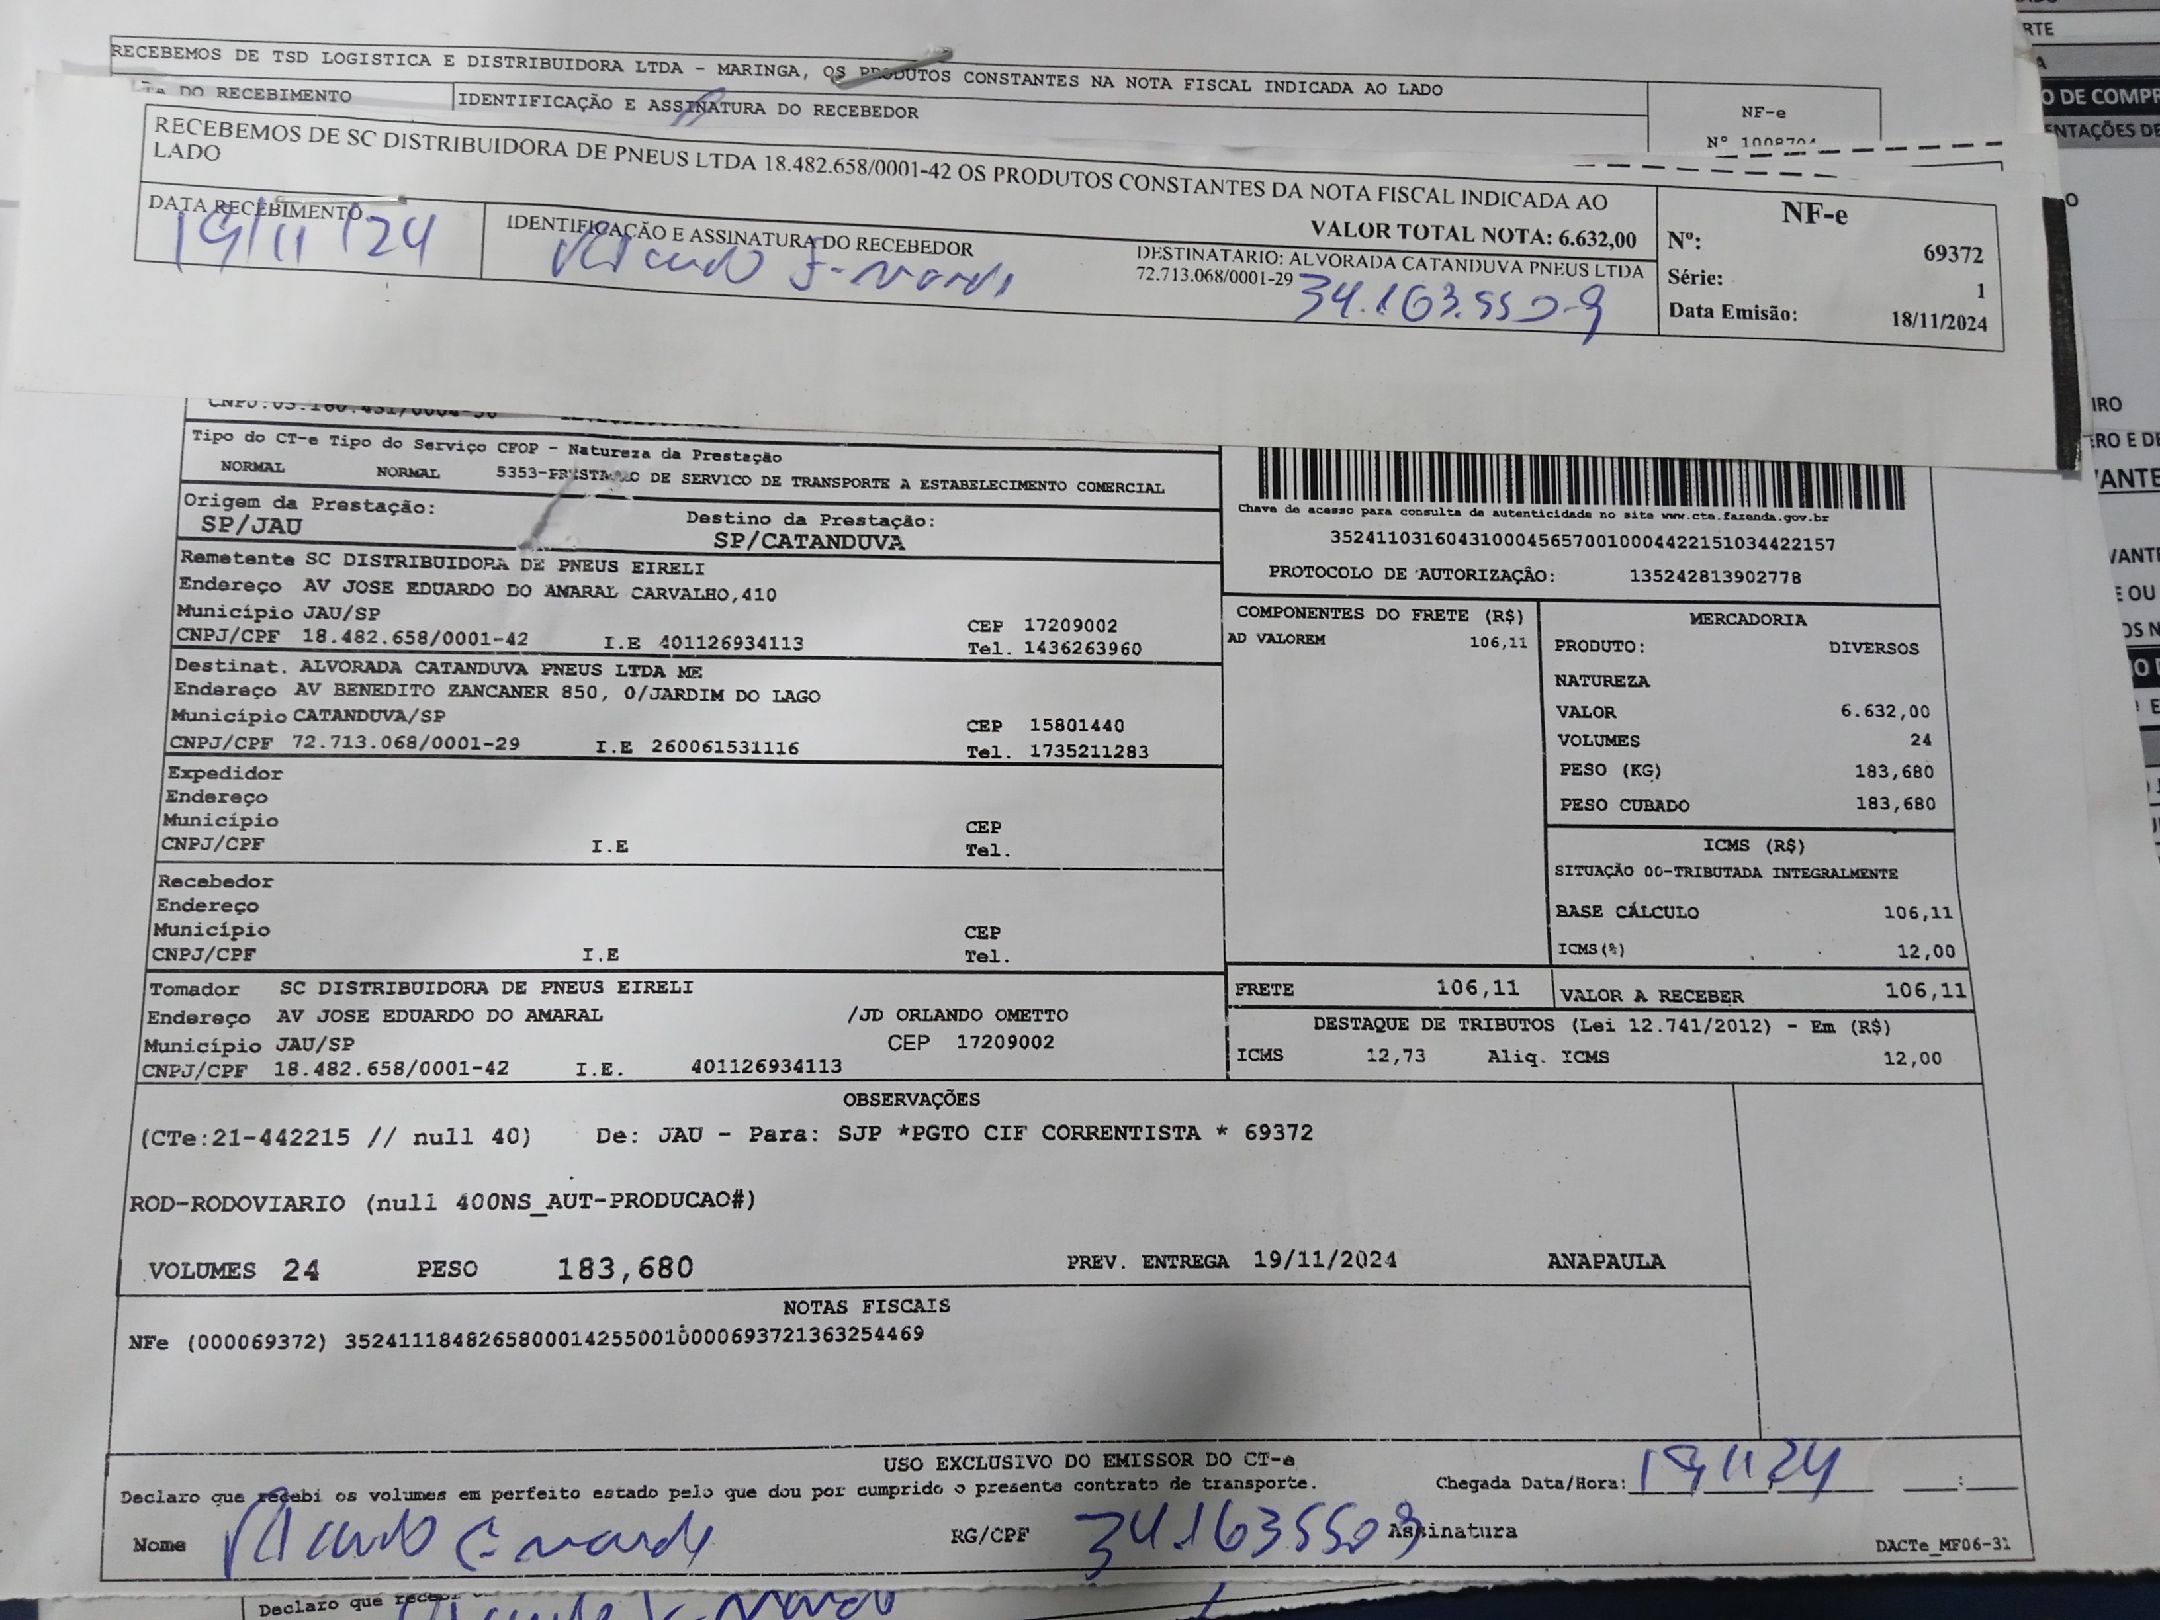 RECEBEMOS DE TSD LOGISTICA E DISTRIBUIDORA LTDA - MARINGA, OS PRODUTOS CONSTANTES NA NOTA FISCAL INDICADA AO LADO
DO RECEBIMENTO IDENTIFICAÇÃO E ASSINATURA DO RECEBEDOR
NF-e
Nº 1008704
RECEBEMOS DE SC DISTRIBUIDORA DE PNEUS LTDA 18.482.658/0001-42 OS PRODUTOS CONSTANTES DA NOTA FISCAL INDICADA AO
LADO
VALOR TOTAL NOTA: 6.632,00
DATA RECEBIMENTO
19/11/24
IDENTIFICAÇÃO E ASSINATURA DO RECEBEDOR
DESTINATARIO: ALVORADA CATANDUVA PNEUS LTDA
72.713.068/0001-29
34.163.550-9
NF-e
Nº: 69372
Série: 1
Data Emissão: 18/11/2024
Tipo do CT-e Tipo do Serviço CFOP - Natureza da Prestação
NORMAL NORMAL 5353-PRESTACAO DE SERVICO DE TRANSPORTE A ESTABELECIMENTO COMERCIAL
Origem da Prestação: Destino da Prestação:
SP/JAU SP/CATANDUVA
Remetente SC DISTRIBUIDORA DE PNEUS EIRELI
Endereço AV JOSE EDUARDO DO AMARAL CARVALHO,410
Município JAU/SP CEP 17209002
CNPJ/CPF 18.482.658/0001-42 I.E 401126934113 Tel. 1436263960
Destinat. ALVORADA CATANDUVA PNEUS LTDA ME
Endereço AV BENEDITO ZANCANER 850, 0/JARDIM DO LAGO
Município CATANDUVA/SP CEP 15801440
CNPJ/CPF 72.713.068/0001-29 I.E 260061531116 Tel. 1735211283
Expedidor
Endereço
Município CEP
CNPJ/CPF I.E Tel.
Recebedor
Endereço
Município CEP
CNPJ/CPF I.E Tel.
Tomador SC DISTRIBUIDORA DE PNEUS EIRELI
Endereço AV JOSE EDUARDO DO AMARAL /JD ORLANDO OMETTO
Município JAU/SP CEP 17209002
CNPJ/CPF 18.482.658/0001-42 I.E. 401126934113
Chave de acesso para consulta de autenticidade no site www.cte.fazenda.gov.br
35241103160431000456570010004422151034422157
PROTOCOLO DE AUTORIZAÇÃO: 135242813902778
COMPONENTES DO FRETE (R$)
AD VALOREM 106,11
MERCADORIA
PRODUTO: DIVERSOS
NATUREZA
VALOR 6.632,00
VOLUMES 24
PESO (KG) 183,680
PESO CUBADO 183,680
ICMS (R$)
SITUAÇÃO 00-TRIBUTADA INTEGRALMENTE
BASE CÁLCULO 106,11
ICMS(%) 12,00
FRETE 106,11 VALOR A RECEBER 106,11
DESTAQUE DE TRIBUTOS (Lei 12.741/2012) - Em (R$)
ICMS 12,73 Aliq. ICMS 12,00
OBSERVAÇÕES
(CTe:21-442215 // null 40) De: JAU - Para: SJP *PGTO CIF CORRENTISTA * 69372
ROD-RODOVIARIO (null 400NS_AUT-PRODUCAO#)
VOLUMES 24 PESO 183,680 PREV. ENTREGA 19/11/2024 ANAPAULA
NOTAS FISCAIS
NFe (000069372) 35241118482658000142550010000693721363254469
USO EXCLUSIVO DO EMISSOR DO CT-e
Declaro que recebi os volumes em perfeito estado pelo que dou por cumprido o presente contrato de transporte.
Chegada Data/Hora: 19 11 24 :
Nome RG/CPF 341635509 Assinatura
DACTe_MF06-31
Declaro que recebi